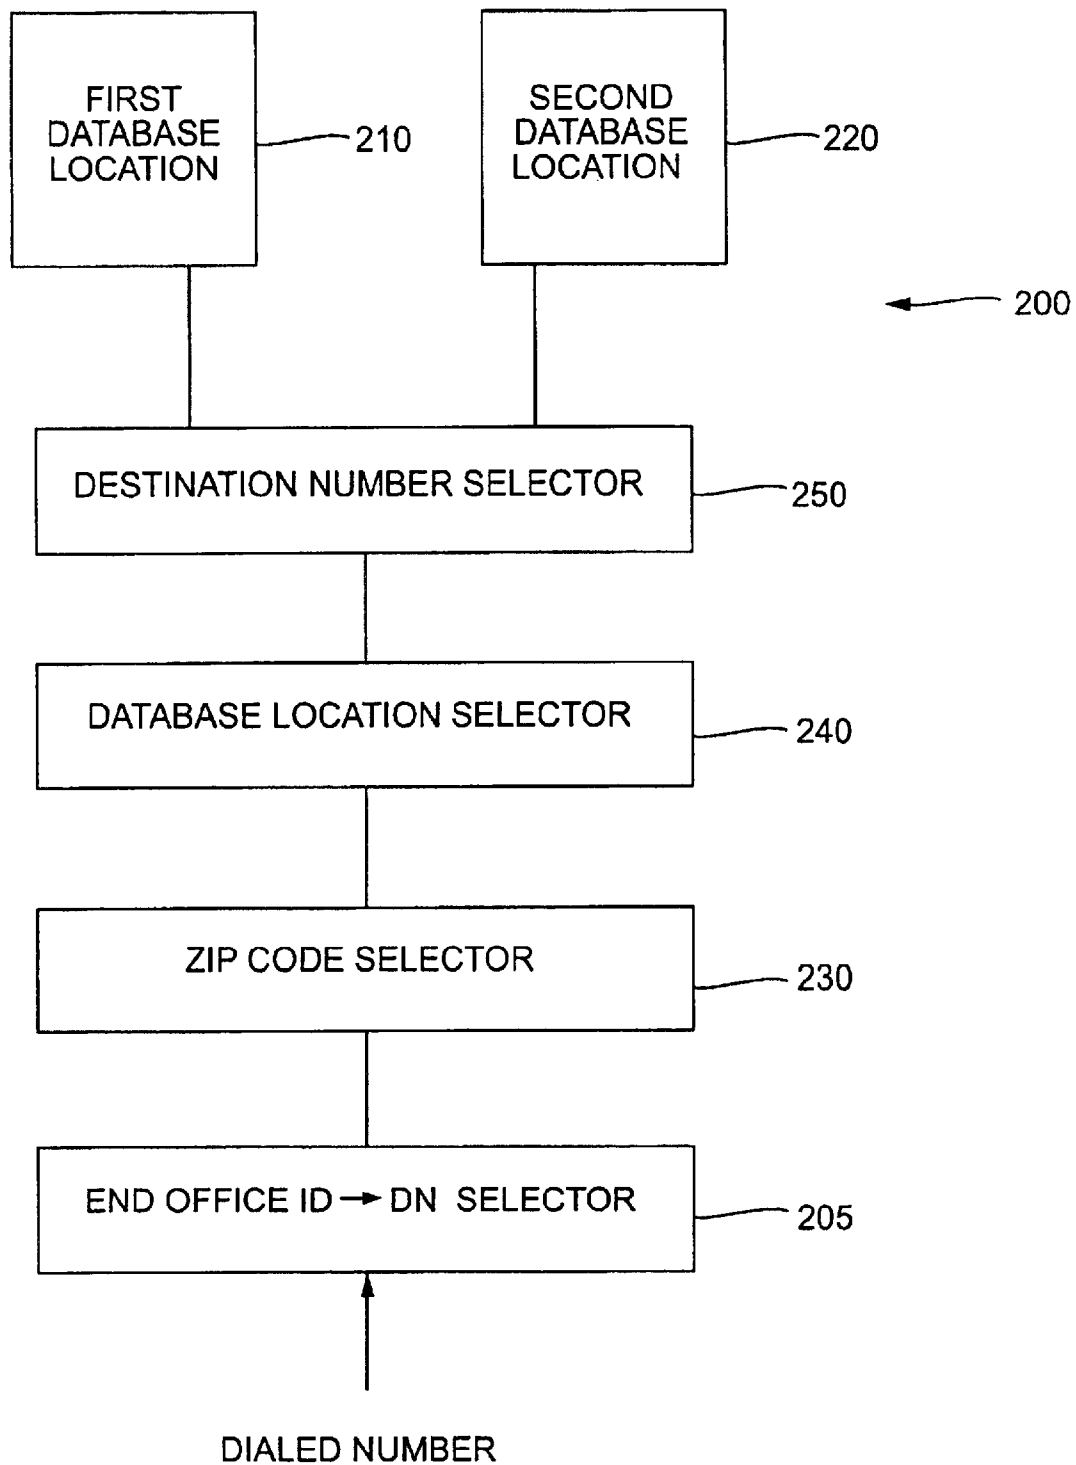 FIRST
DATABASE
LOCATION
210
SECOND
DATABASE
LOCATION
220
200
DESTINATION NUMBER SELECTOR
250
DATABASE LOCATION SELECTOR
240
ZIP CODE SELECTOR
230
END OFFICE ID → DN SELECTOR
205
DIALED NUMBER